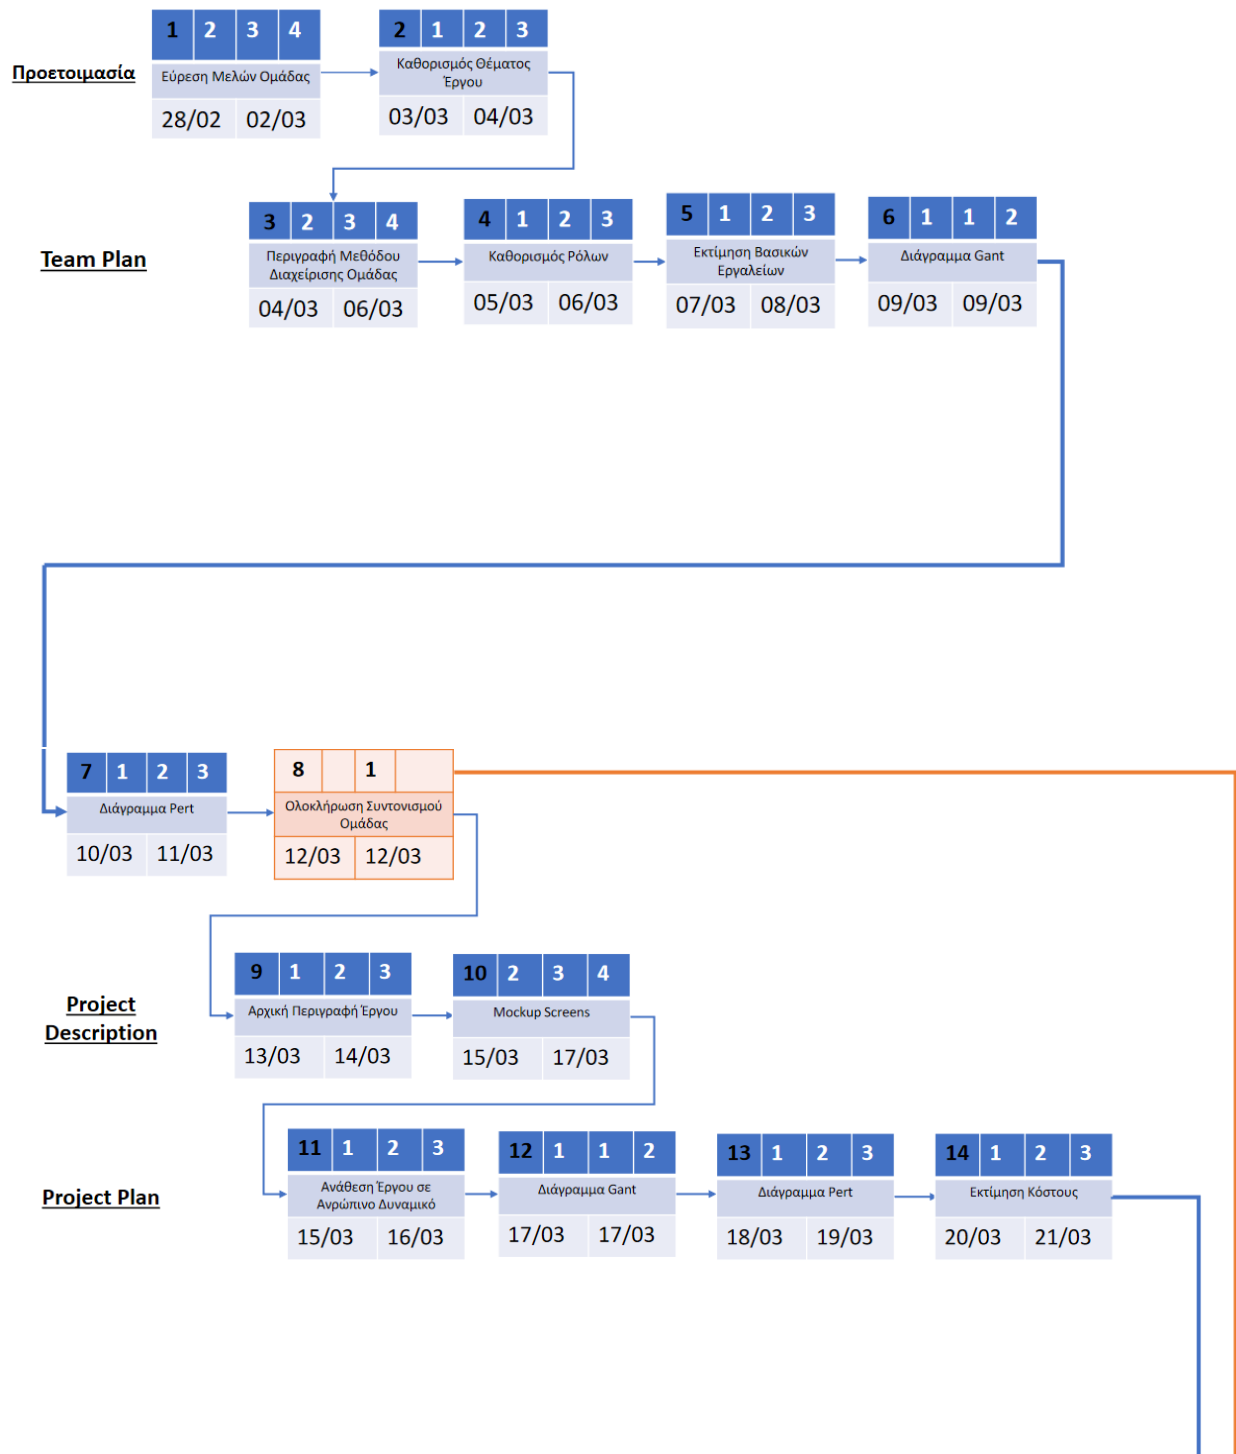 1 2 3 4
2 1 2 3
Προετοιμασία
Εύρεση Μελών Ομάδας
Καθορισμός Θέματος
Έργου
28/02 02/03
03/03 04/03
3 2 3 4
4 1 2 3
5 1 2 3
6 1 1 2
Team Plan
Περιγραφή Μεθόδου
Διαχείρισης Ομάδας
Καθορισμός Ρόλων
Εκτίμηση Βασικών
Εργαλείων
Διάγραμμα Gant
04/03 06/03
05/03 06/03
07/03 08/03
09/03 09/03
7 1 2 3
8 1
Διάγραμμα Pert
Ολοκλήρωση Συντονισμού
Ομάδας
10/03 11/03
12/03 12/03
9 1 2 3
10 2 3 4
Project
Description
Αρχική Περιγραφή Έργου
Mockup Screens
13/03 14/03
15/03 17/03
11 1 2 3
12 1 1 2
13 1 2 3
14 1 2 3
Project Plan
Ανάθεση Έργου σε
Ανρώπινο Δυναμικό
Διάγραμμα Gant
Διάγραμμα Pert
Εκτίμηση Κόστους
15/03 16/03
17/03 17/03
18/03 19/03
20/03 21/03